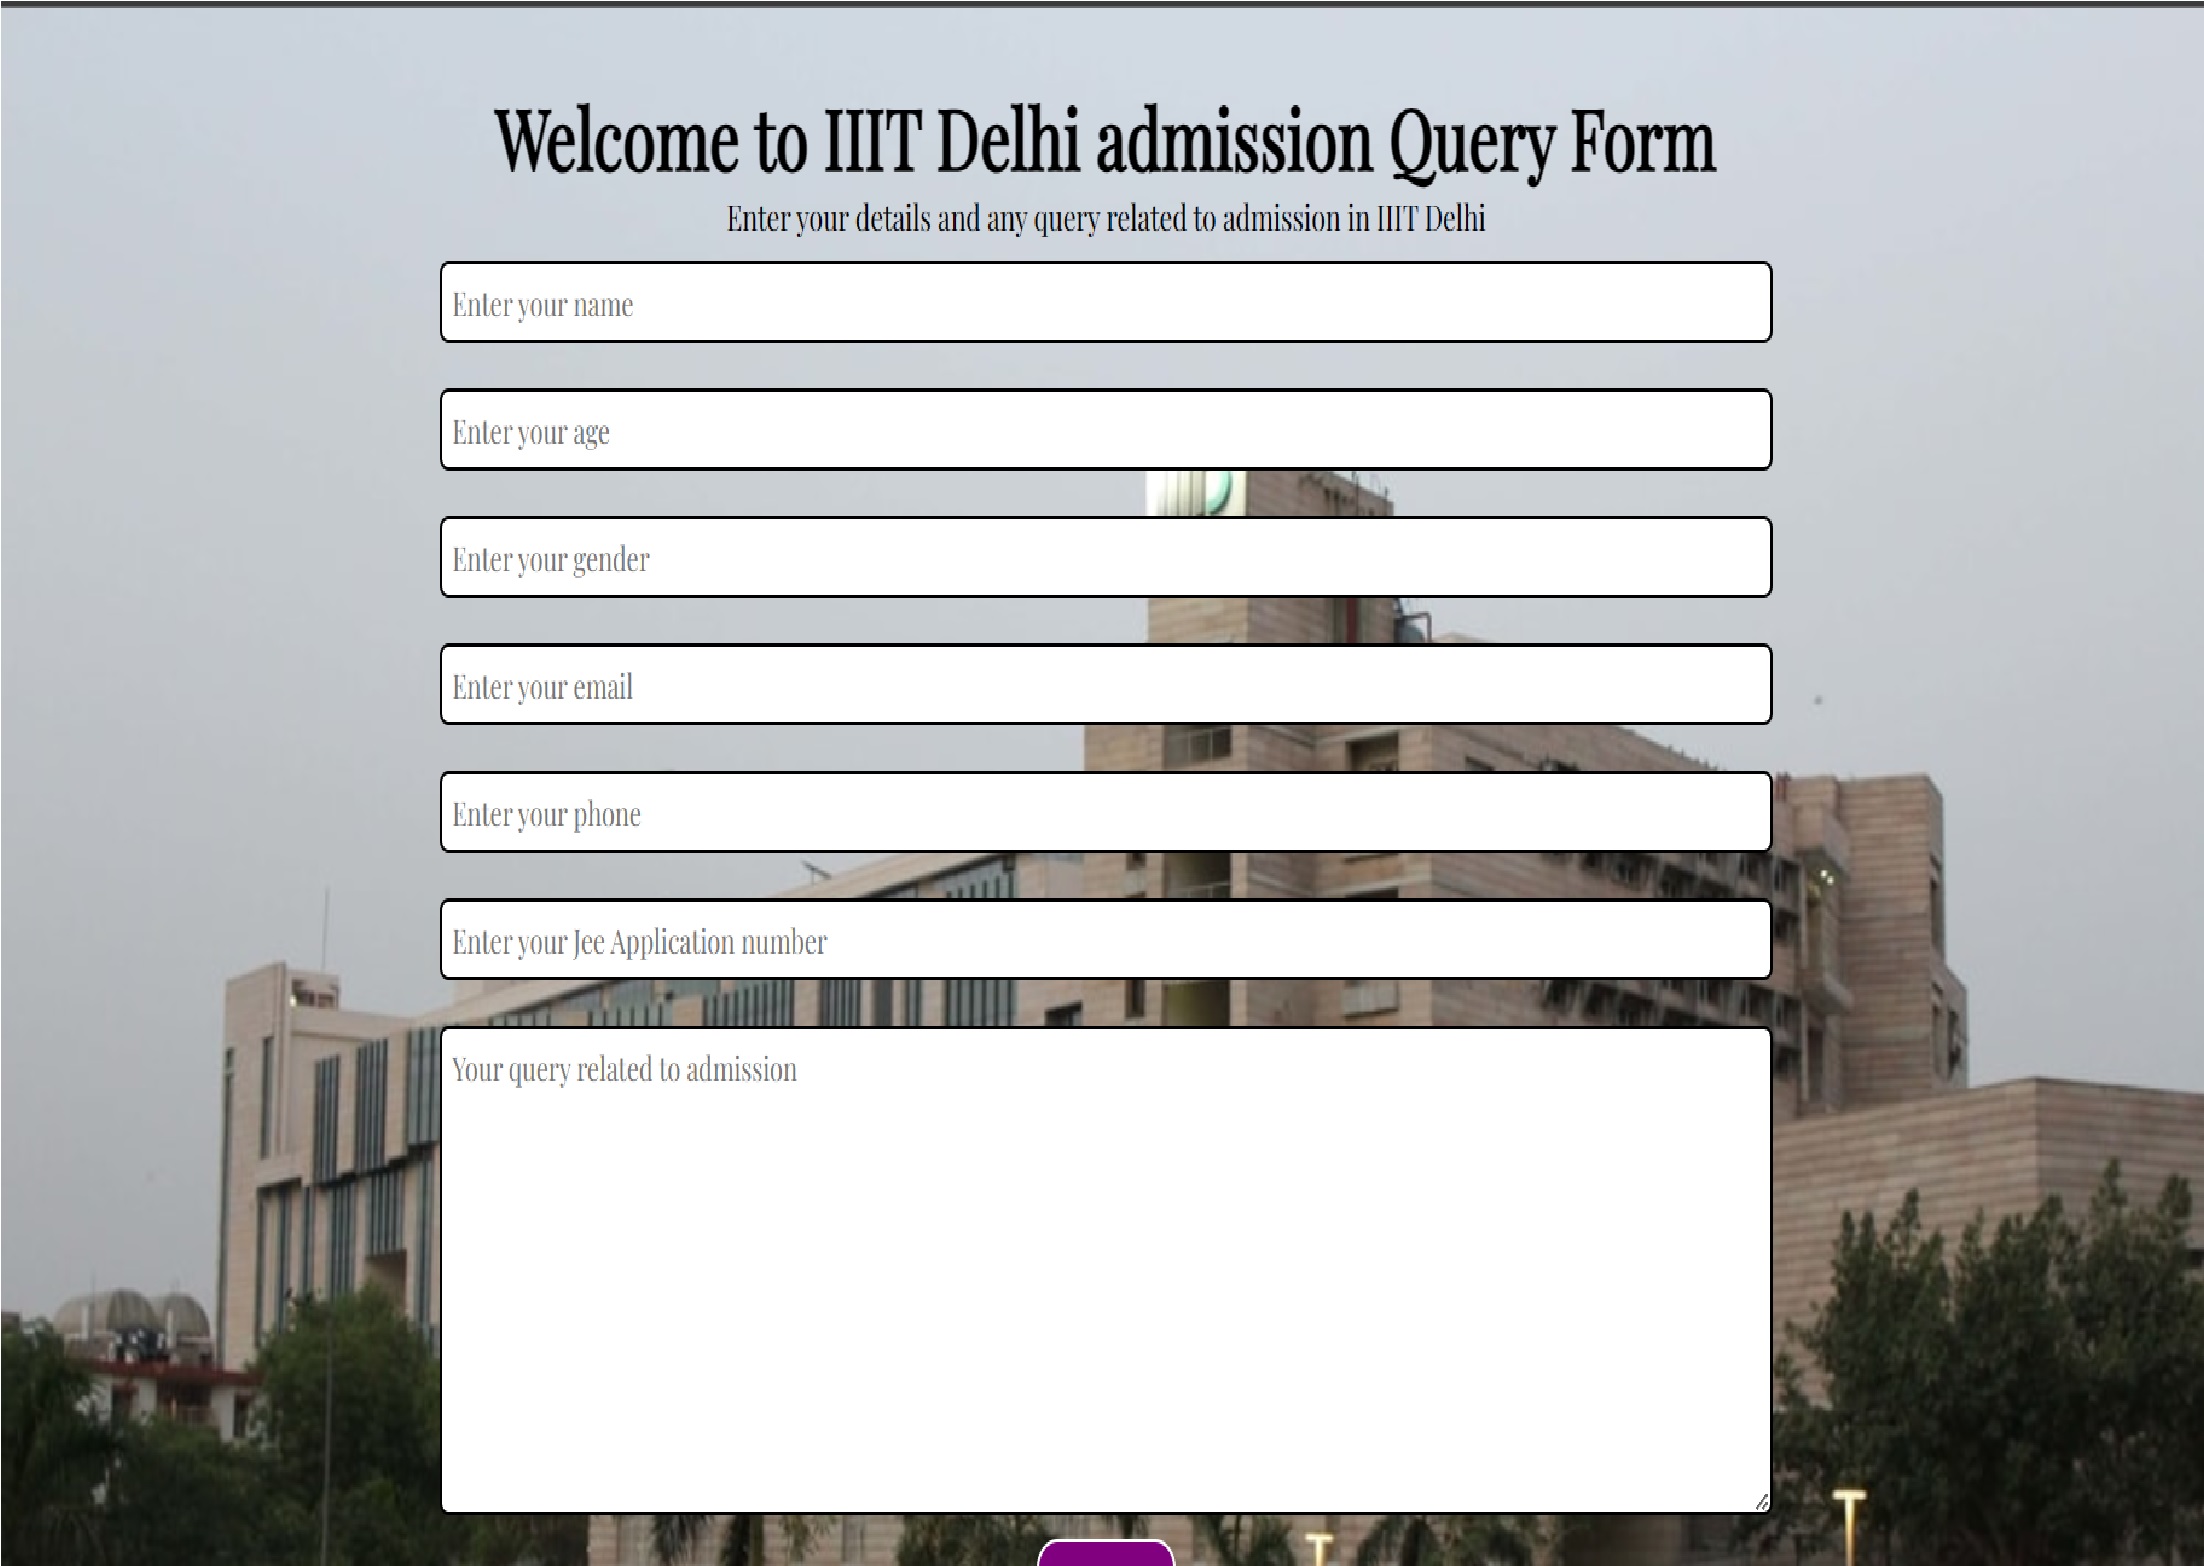 Welcome to IIIT Delhi admission Query Form
Enter your details and any query related to admission in IIIT Delhi
Enter your name
Enter your age
Enter your gender
Enter your email
Enter your phone
Enter your Jee Application number
Your query related to admission